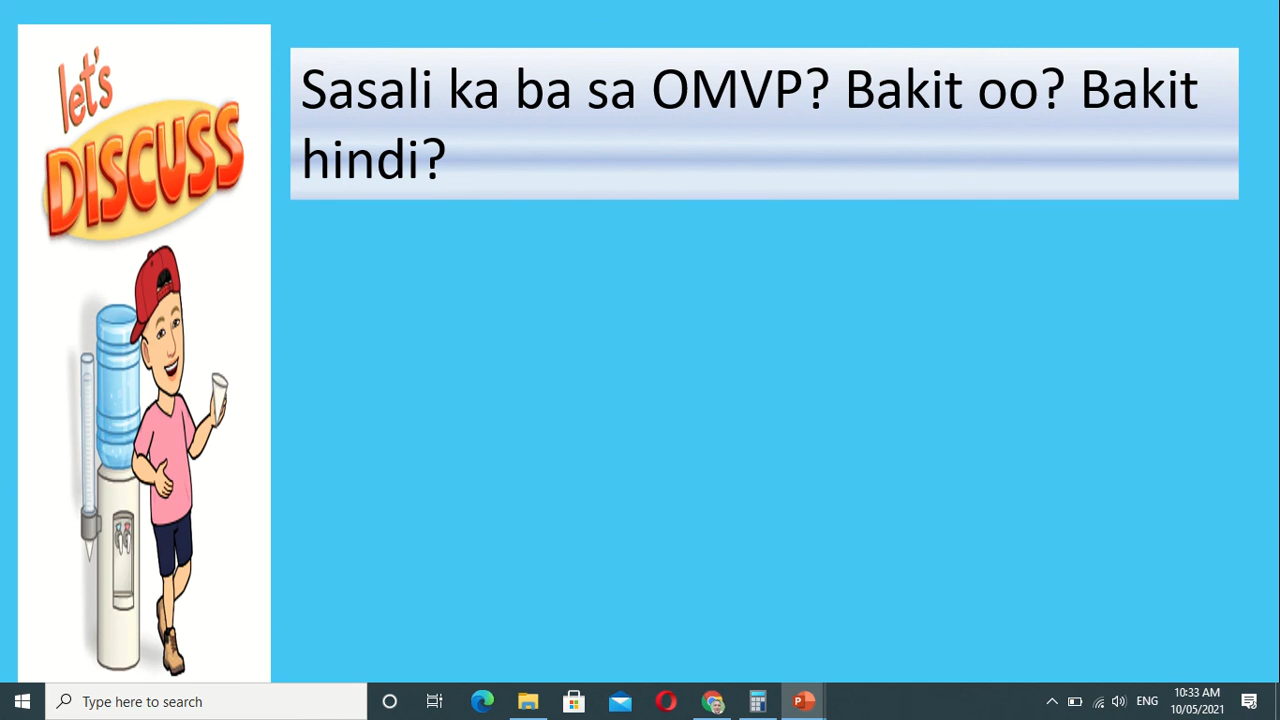 let's
DISCUSS
Sasali ka ba sa OMVP? Bakit oo? Bakit
hindi?
Type here to search
ENG
10:33 AM
10/05/2021